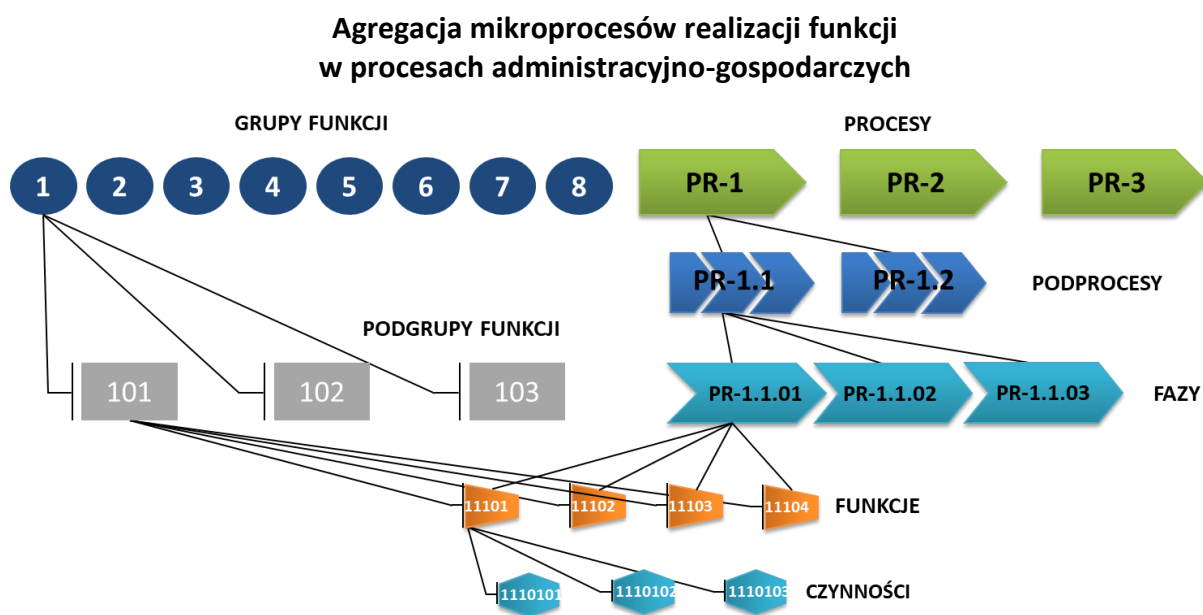 Agregacja mikroprocesów realizacji funkcji
w procesach administracyjno-gospodarczych
GRUPY FUNKCJI
PROCESY
1 2 3 4 5 6 7 8
PR-1 PR-2 PR-3
PR-1.1 PR-1.2
PODPROCESY
PODGRUPY FUNKCJI
101 102 103
PR-1.1.01 PR-1.1.02 PR-1.1.03
FAZY
11101 11102 11103 11104
FUNKCJE
1110101 1110102 1110103
CZYNNOŚCI